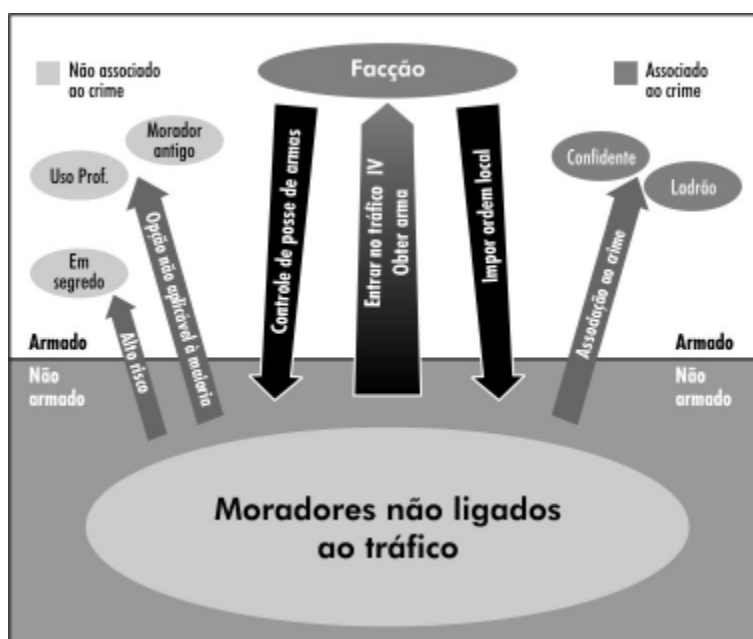 Não associado
ao crime
Facção
Associado
ao crime
Morador
antigo
Uso Prof.
Em
segredo
Confidente
Ladrão
Alto risco
Opção não aplicável à maioria
Controle de posse de armas
Entrar no tráfico IV
Obter arma
Impor ordem local
Associação ao crime
Armado
Não
armado
Armado
Não
armado
Moradores não ligados
ao tráfico